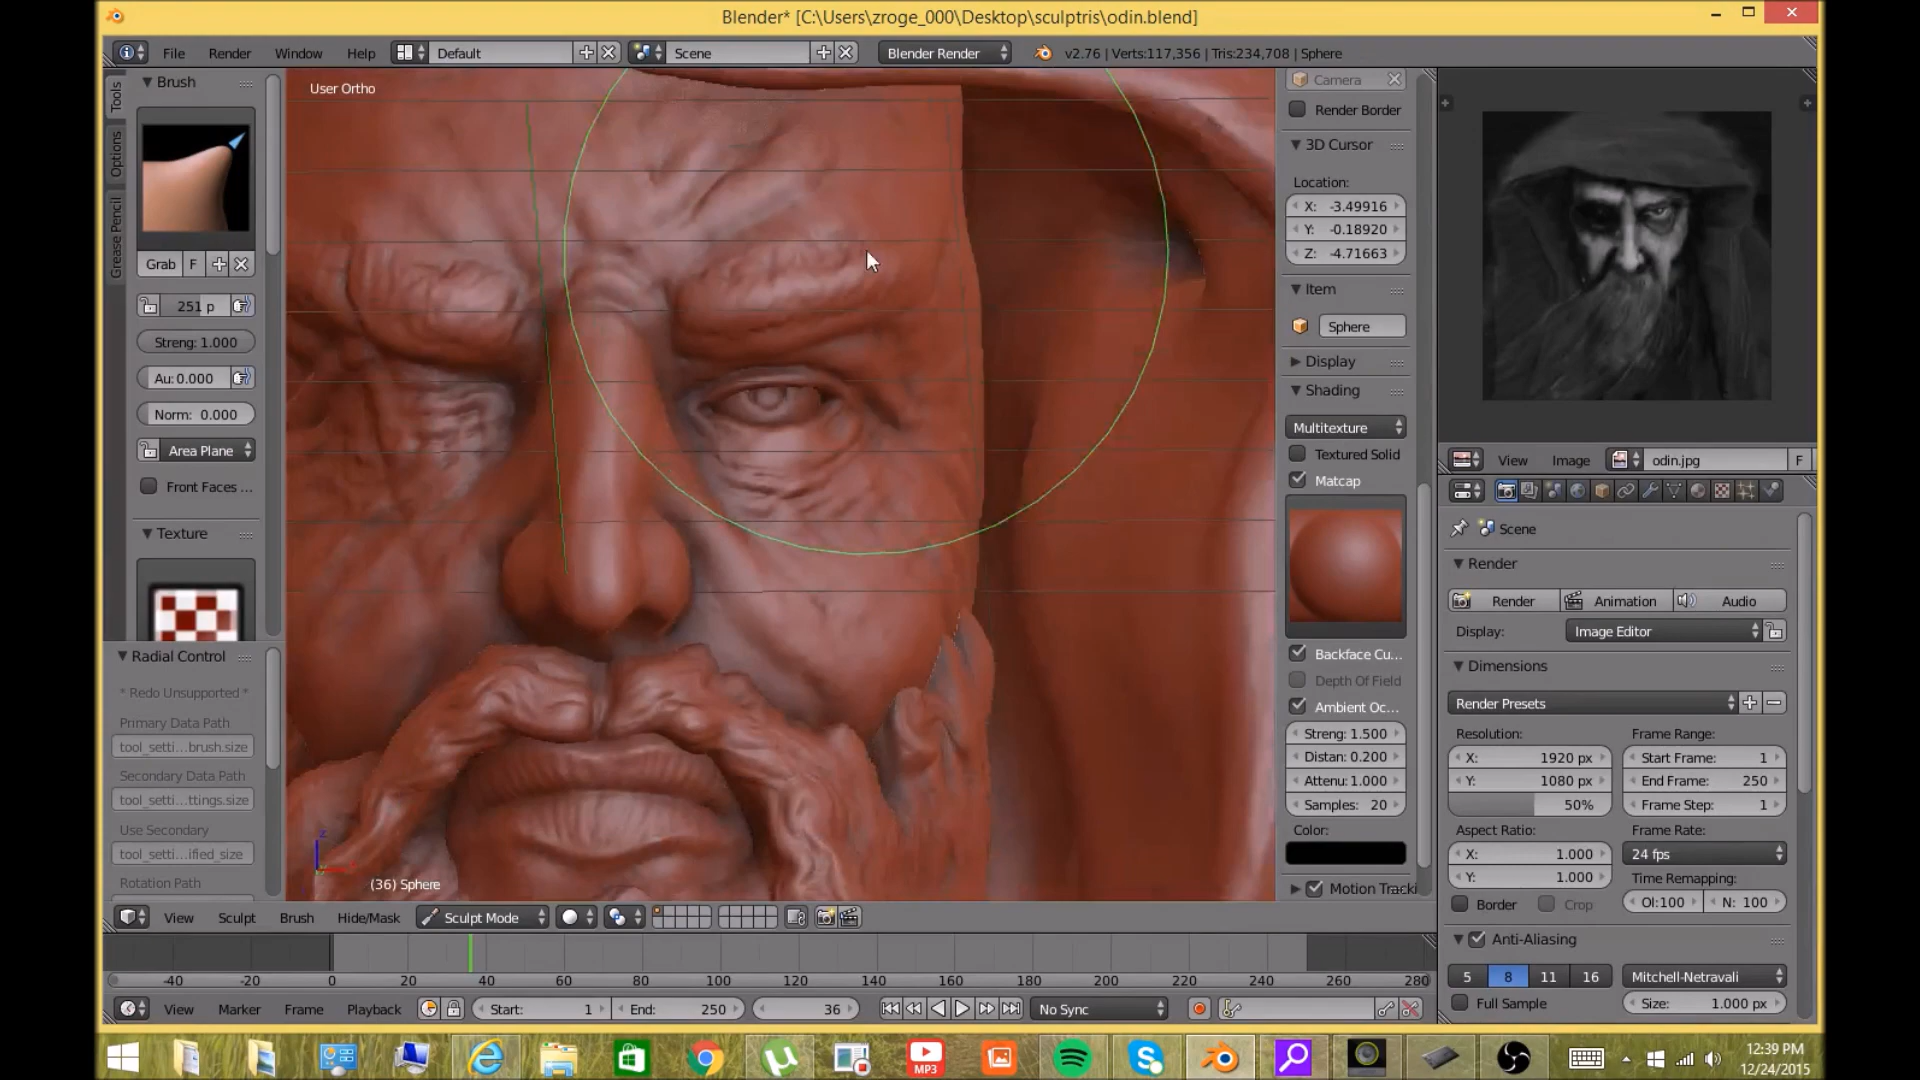 Blender* [C:\Users\zroge_000\Desktop\sculptris\odin.blend]
File Render Window Help Default Scene Blender Render v2.76 | Verts:117,356 | Tris:234,708 | Sphere
Tools
Options
Grease Pencil
Brush
Grab F
251 p
Streng: 1.000
Au: 0.000
Norm: 0.000
Area Plane
Front Faces ...
Texture
Radial Control
* Redo Unsupported *
Primary Data Path
tool_setti...brush.size
Secondary Data Path
tool_setti...ttings.size
Use Secondary
tool_setti...ified_size
Rotation Path
User Ortho
z
(36) Sphere
Camera
Render Border
3D Cursor
Location:
X: -3.49916
Y: -0.18920
Z: -4.71663
Item
Sphere
Display
Shading
Multitexture
Textured Solid
Matcap
Backface Cu...
Depth Of Field
Ambient Oc...
Streng: 1.500
Distan: 0.200
Attenu: 1.000
Samples: 20
Color:
Motion Tracki
View Image odin.jpg F
Scene
Render
Render Animation Audio
Display: Image Editor
Dimensions
Render Presets
Resolution: Frame Range:
X: 1920 px Start Frame: 1
Y: 1080 px End Frame: 250
50% Frame Step: 1
Aspect Ratio: Frame Rate:
X: 1.000 24 fps
Y: 1.000 Time Remapping:
Border Crop Ol:100 N: 100
Anti-Aliasing
5 8 11 16 Mitchell-Netravali
Full Sample Size: 1.000 px
View Sculpt Brush Hide/Mask Sculpt Mode
-40 -20 0 20 40 60 80 100 120 140 160 180 200 220 240 260 280
View Marker Frame Playback Start: 1 End: 250 36 No Sync
MP3
12:39 PM
12/24/2015